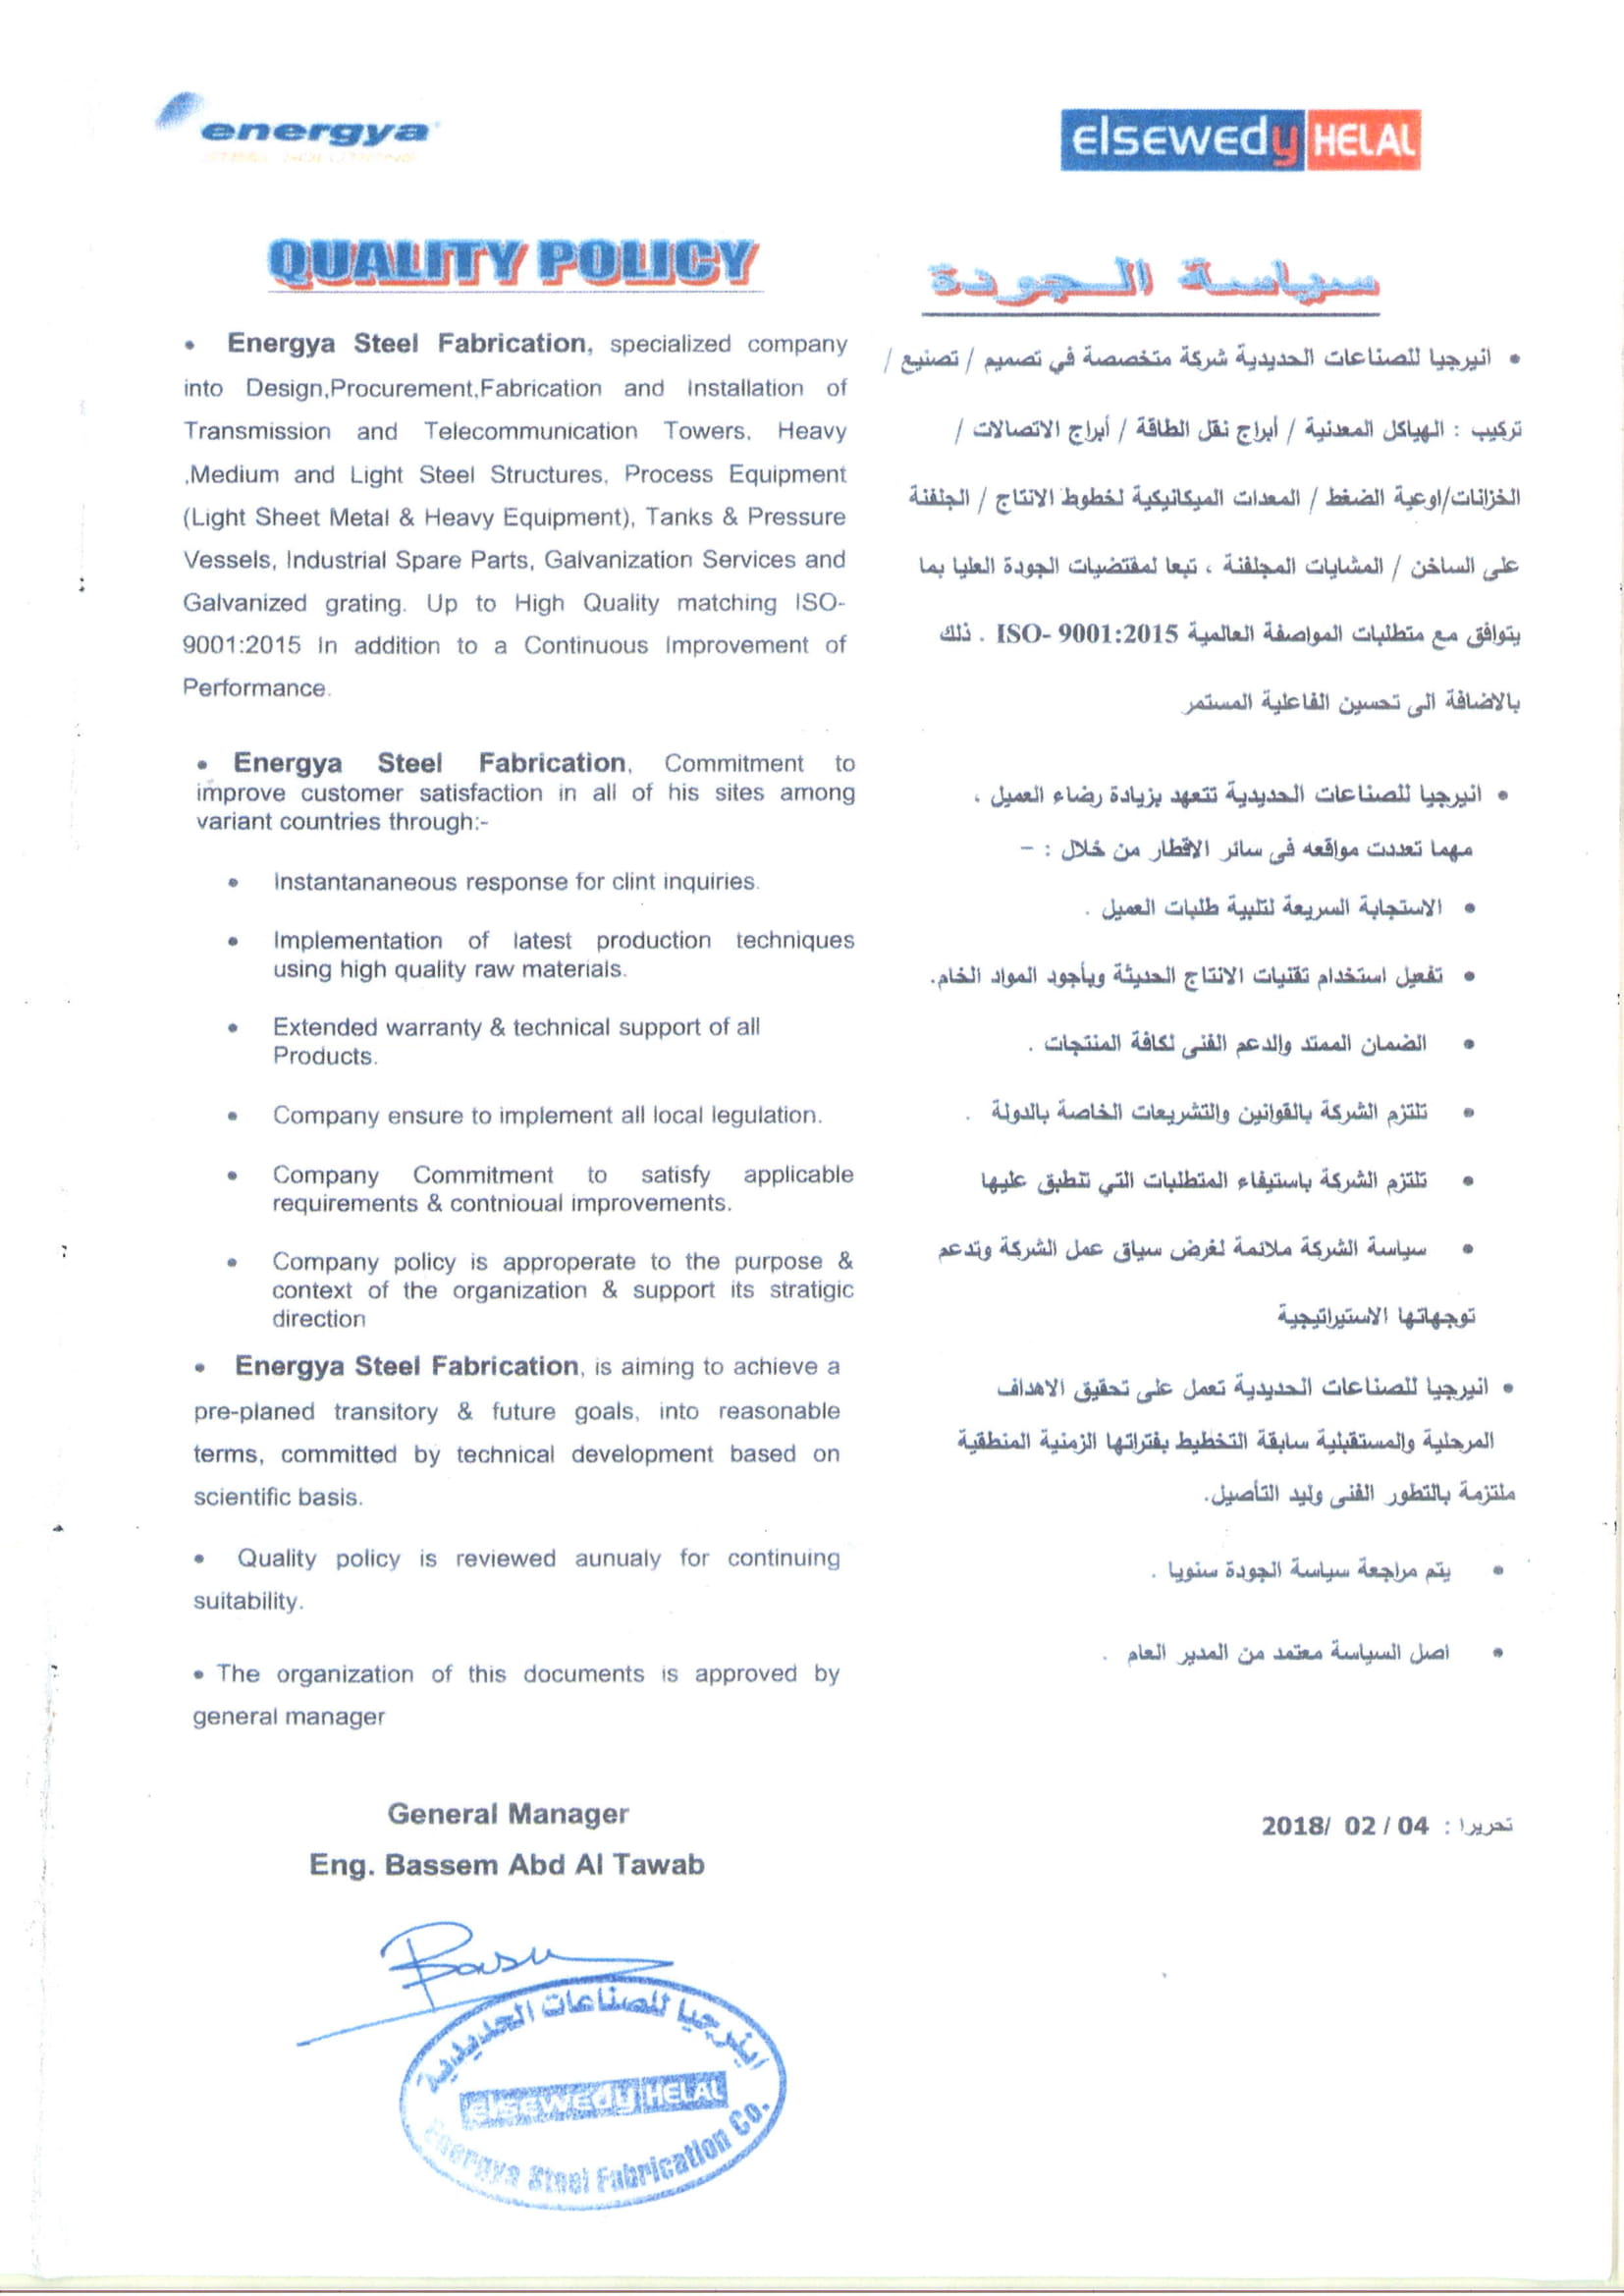 energya
elsewedy HELAL
QUALITY POLICY
• Energya Steel Fabrication, specialized company
into Design,Procurement,Fabrication and Installation of
Transmission and Telecommunication Towers, Heavy
,Medium and Light Steel Structures, Process Equipment
(Light Sheet Metal & Heavy Equipment), Tanks & Pressure
Vessels, Industrial Spare Parts, Galvanization Services and
Galvanized grating. Up to High Quality matching ISO-
9001:2015 In addition to a Continuous Improvement of
Performance.
• Energya Steel Fabrication, Commitment to
improve customer satisfaction in all of his sites among
variant countries through:-
• Instantananeous response for clint inquiries.
• Implementation of latest production techniques
using high quality raw materials.
• Extended warranty & technical support of all
Products.
• Company ensure to implement all local legulation.
• Company Commitment to satisfy applicable
requirements & contnioual improvements.
• Company policy is approperate to the purpose &
context of the organization & support its stratigic
direction
• Energya Steel Fabrication, is aiming to achieve a
pre-planed transitory & future goals, into reasonable
terms, committed by technical development based on
scientific basis.
• Quality policy is reviewed aunualy for continuing
suitability.
• The organization of this documents is approved by
general manager
General Manager
Eng. Bassem Abd Al Tawab
سياسة الـجودة
• انيرجيا للصناعات الحديدية شركة متخصصة في تصميم / تصنيع /
تركيب : الهياكل المعدنية / أبراج نقل الطاقة / أبراج الاتصالات /
الخزانات/اوعية الضغط / المعدات الميكانيكية لخطوط الانتاج / الجلفنة
على الساخن / المشايات المجلفنة ، تبعا لمقتضيات الجودة العليا بما
يتوافق مع متطلبات المواصفة العالمية ISO- 9001:2015 . ذلك
بالاضافة الى تحسين الفاعلية المستمر
• انيرجيا للصناعات الحديدية تتعهد بزيادة رضاء العميل ،
مهما تعددت مواقعه فى سائر الاقطار من خلال : –
• الاستجابة السريعة لتلبية طلبات العميل .
• تفعيل استخدام تقنيات الانتاج الحديثة وبأجود المواد الخام.
• الضمان الممتد والدعم الفنى لكافة المنتجات .
• تلتزم الشركة بالقوانين والتشريعات الخاصة بالدولة .
• تلتزم الشركة باستيفاء المتطلبات التي تنطبق عليها
• سياسة الشركة ملائمة لغرض سياق عمل الشركة وتدعم
توجهاتها الاستيراتيجية
• انيرجيا للصناعات الحديدية تعمل على تحقيق الاهداف
المرحلية والمستقبلية سابقة التخطيط بفتراتها الزمنية المنطقية
ملتزمة بالتطور الفنى وليد التأصيل.
• يتم مراجعة سياسة الجودة سنويا .
• اصل السياسة معتمد من المدير العام .
تحريرا : 04 / 02 /2018
اينرجيا للصناعات الحديدية
elsewedy HELAL
Energya Steel Fabrication Co.